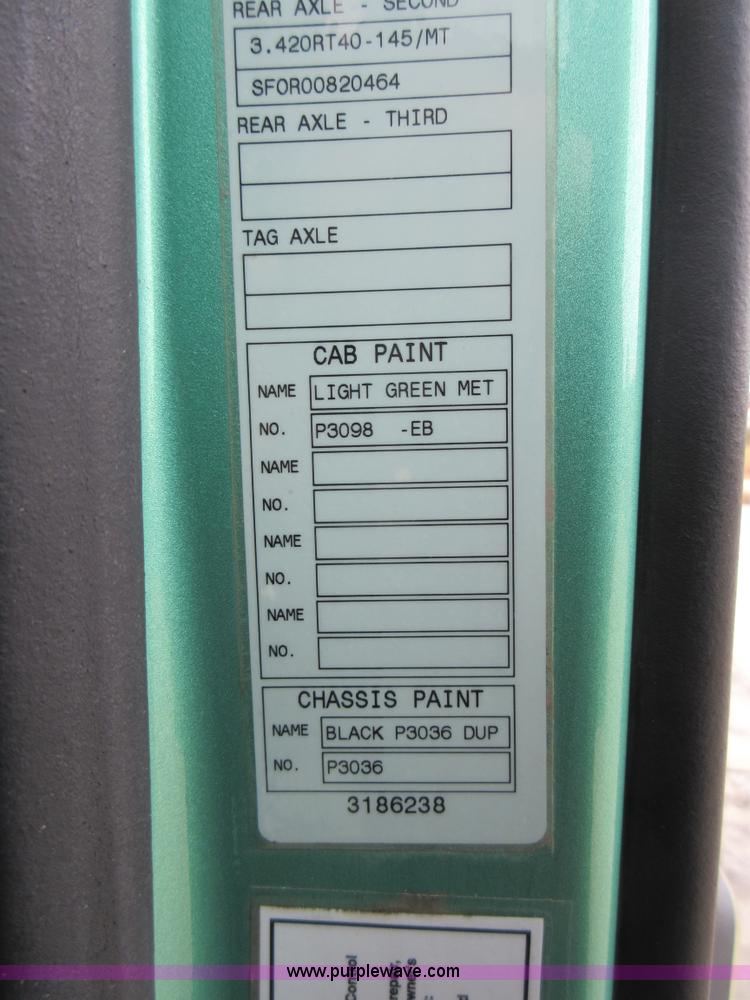 REAR AXLE - SECOND
3.420RT40-145/MT
SFOR00820464
REAR AXLE - THIRD
TAG AXLE
CAB PAINT
NAME LIGHT GREEN MET
NO. P3098 -EB
NAME
NO.
NAME
NO.
NAME
NO.
CHASSIS PAINT
NAME BLACK P3036 DUP
NO. P3036
3186238
Control
www.purplewave.com